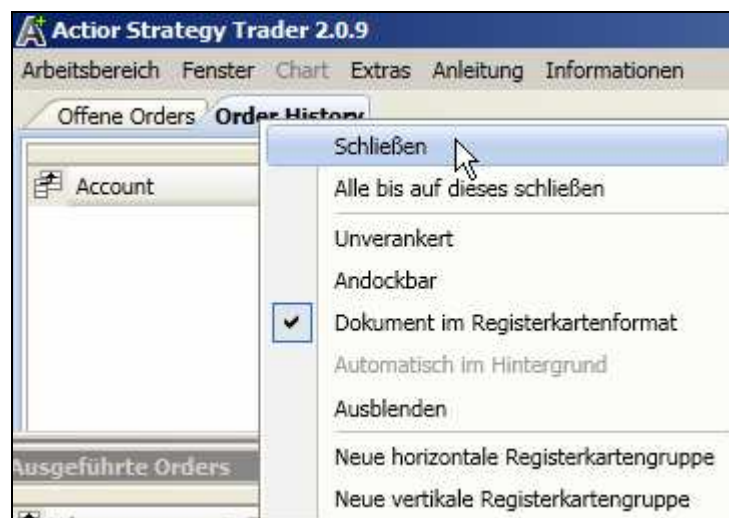 Actior Strategy Trader 2.0.9
Arbeitsbereich Fenster Chart Extras Anleitung Informationen
Offene Orders Order History
Schließen
Account
Alle bis auf dieses schließen
Unverankert
Andockbar
Dokument im Registerkartenformat
Automatisch im Hintergrund
Ausblenden
Ausgeführte Orders
Neue horizontale Registerkartengruppe
Neue vertikale Registerkartengruppe